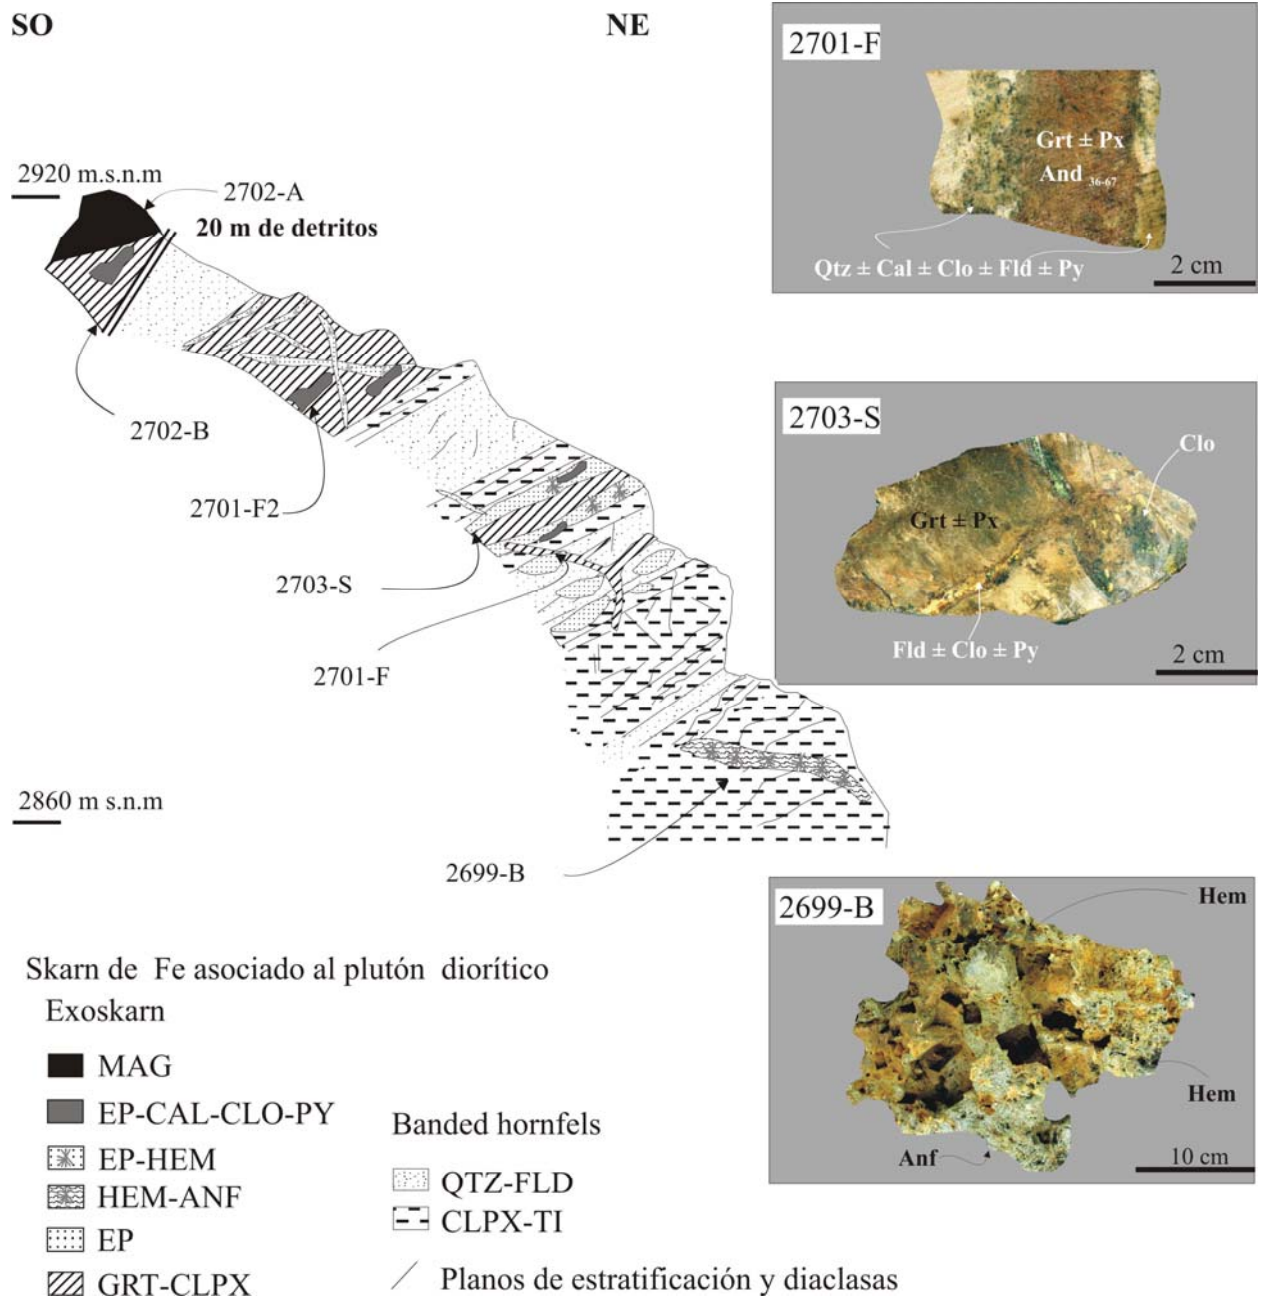 SO
NE
2920 m.s.n.m
2702-A
20 m de detritos
2702-B
2701-F2
2703-S
2701-F
2860 m s.n.m
2699-B
2701-F
Grt ± Px
And 36-67
Qtz ± Cal ± Clo ± Fld ± Py
2 cm
2703-S
Clo
Grt ± Px
Fld ± Clo ± Py
2 cm
2699-B
Hem
Hem
Anf
10 cm
Skarn de Fe asociado al plutón diorítico
Exoskarn
MAG
EP-CAL-CLO-PY
EP-HEM
HEM-ANF
EP
GRT-CLPX
Banded hornfels
QTZ-FLD
CLPX-TI
Planos de estratificación y diaclasas